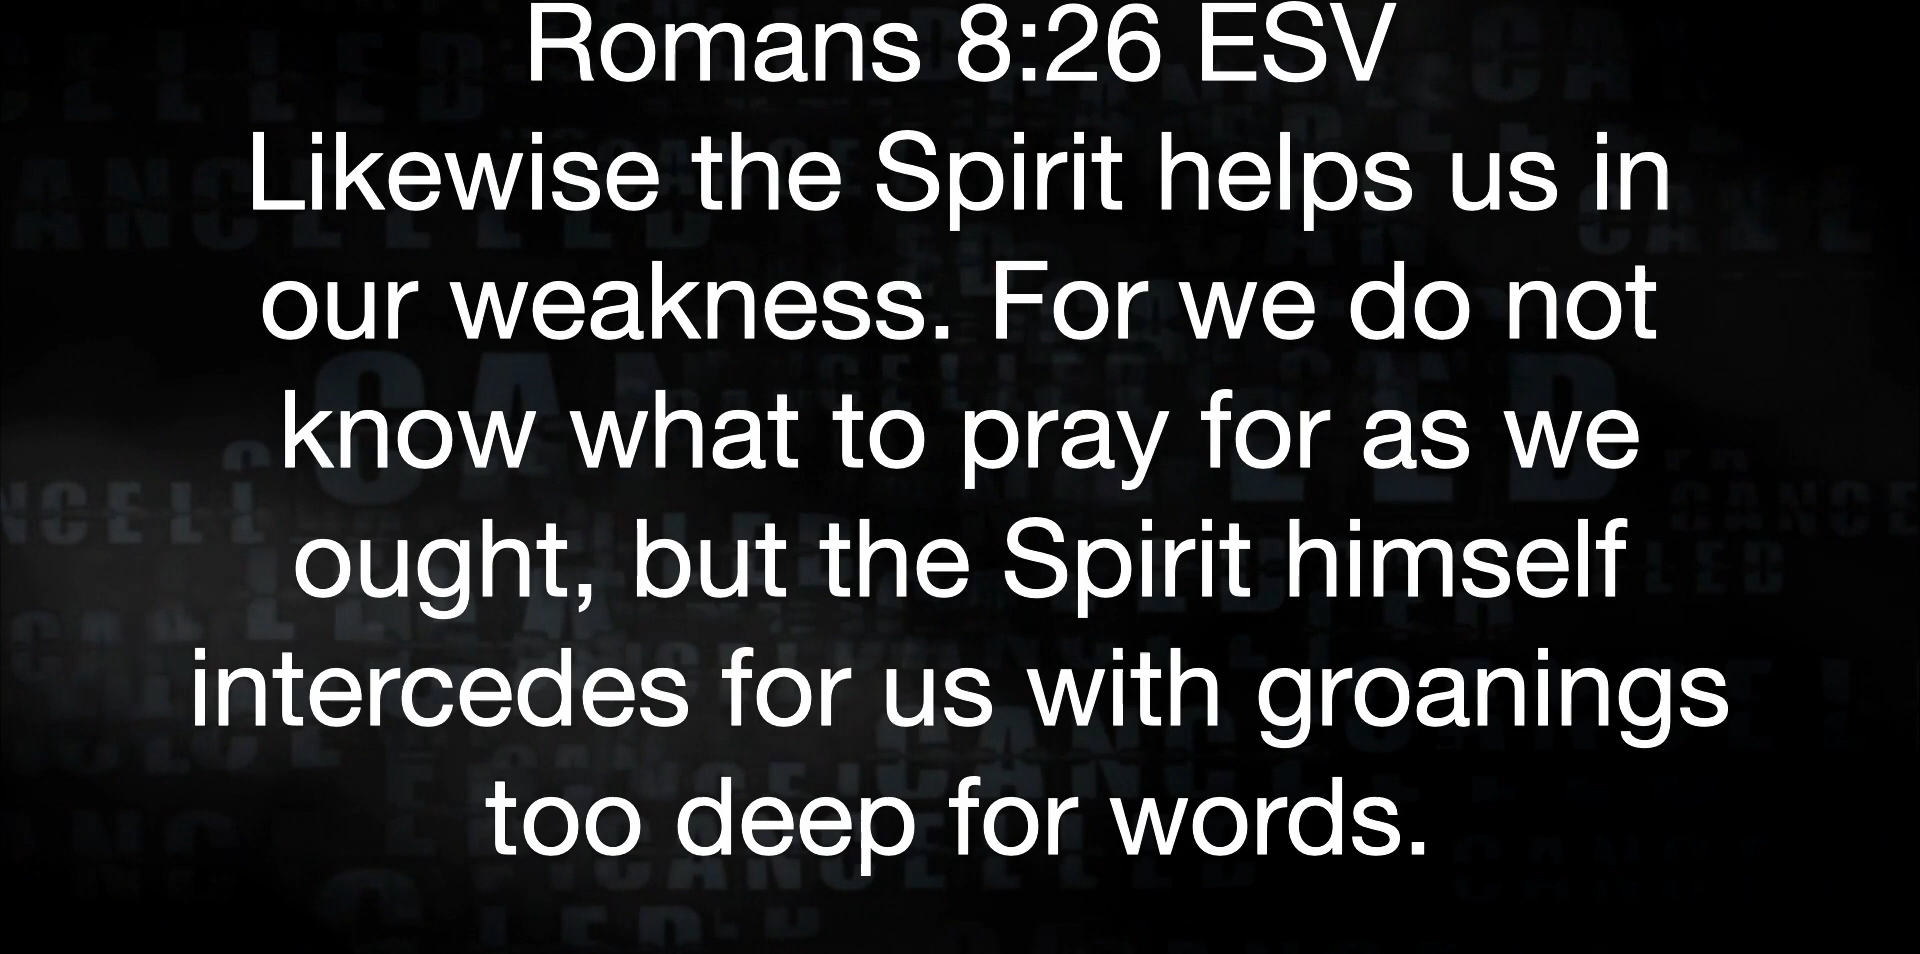 Romans 8:26 ESV
Likewise the Spirit helps us in
our weakness. For we do not
know what to pray for as we
ought, but the Spirit himself
intercedes for us with groanings
too deep for words.